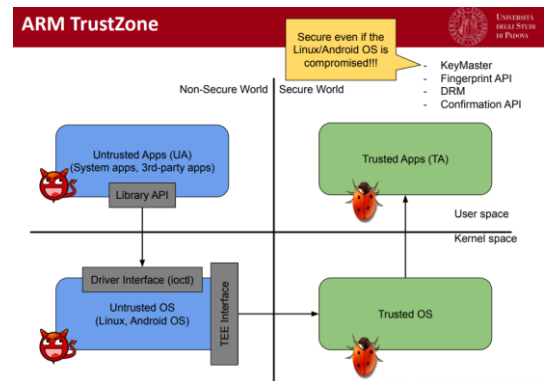 ARM TrustZone
UNIVERSITÀ
DEGLI STUDI
DI PADOVA
Secure even if the
Linux/Android OS is
compromised!!!
- KeyMaster
- Fingerprint API
- DRM
- Confirmation API
Non-Secure World
Secure World
Untrusted Apps (UA)
(System apps, 3rd-party apps)
Library API
Trusted Apps (TA)
User space
Kernel space
Driver Interface (ioctl)
Untrusted OS
(Linux, Android OS)
TEE Interface
Trusted OS